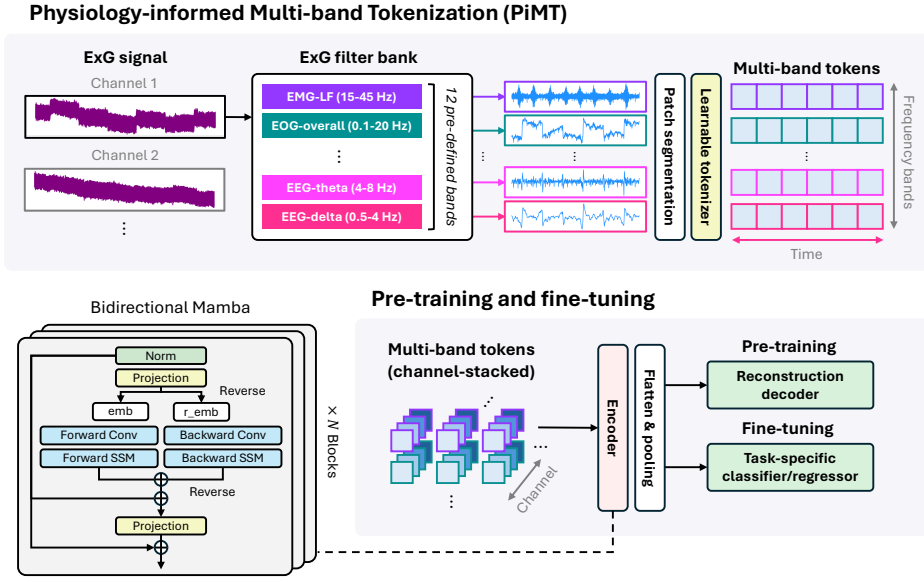 Physiology-informed Multi-band Tokenization (PiMT)
ExG signal
Channel 1
Channel 2
⋮
ExG filter bank
EMG-LF (15-45 Hz)
EOG-overall (0.1-20 Hz)
⋮
EEG-theta (4-8 Hz)
EEG-delta (0.5-4 Hz)
12 pre-defined bands
⋮
⋮
Patch segmentation
Learnable tokenizer
Multi-band tokens
⋮
Frequency bands
Time
Bidirectional Mamba
Norm
Projection
Reverse
emb
r_emb
Forward Conv
Backward Conv
Forward SSM
Backward SSM
Reverse
Projection
× N Blocks
Pre-training and fine-tuning
Multi-band tokens
(channel-stacked)
...
...
⋮
Channel
Encoder
Flatten & pooling
Pre-training
Reconstruction
decoder
Fine-tuning
Task-specific
classifier/regressor